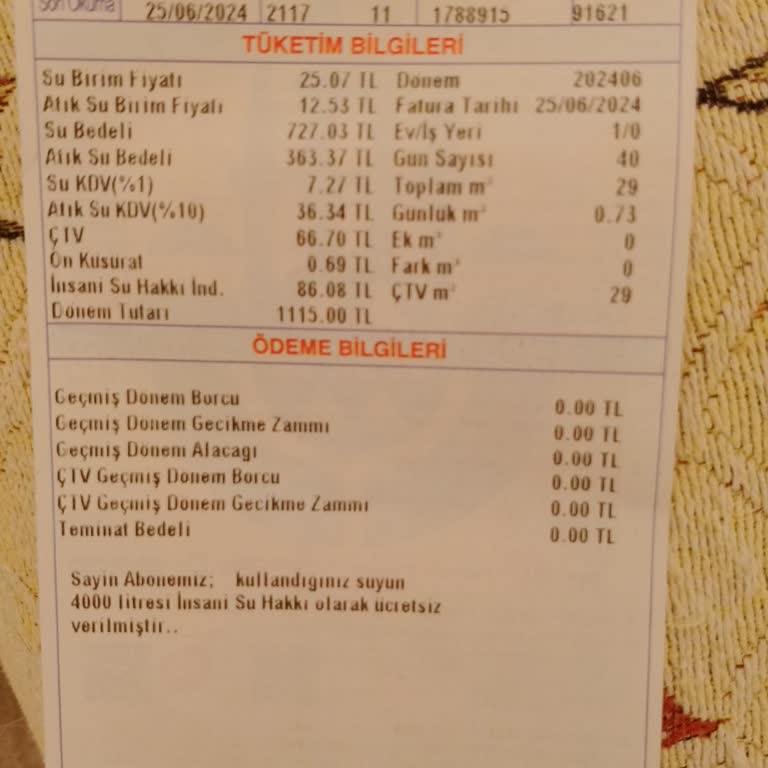 Son Okuma 25/06/2024 2117 11 1788915 91621
TÜKETİM BİLGİLERİ
Su Birim Fiyatı 25.07 TL Dönem 202406
Atık Su Birim Fiyatı 12.53 TL Fatura Tarihi 25/06/2024
Su Bedeli 727.03 TL Ev/İş Yeri 1/0
Atık Su Bedeli 363.37 TL Gün Sayısı 40
Su KDV(%1) 7.27 TL Toplam m³ 29
Atık Su KDV(%10) 36.34 TL Günlük m³ 0.73
ÇTV 66.70 TL Ek m³ 0
Ön Küsurat 0.69 TL Fark m³ 0
İnsani Su Hakkı İnd. 86.08 TL ÇTV m³ 29
Dönem Tutarı 1115.00 TL
ÖDEME BİLGİLERİ
Geçmiş Dönem Borcu 0.00 TL
Geçmiş Dönem Gecikme Zammı 0.00 TL
Geçmiş Dönem Alacağı 0.00 TL
ÇTV Geçmiş Dönem Borcu 0.00 TL
ÇTV Geçmiş Dönem Gecikme Zammı 0.00 TL
Teminat Bedeli 0.00 TL
Sayin Abonemiz; kullandığınız suyun
4000 litresi İnsani Su Hakkı olarak ücretsiz
verilmiştir..